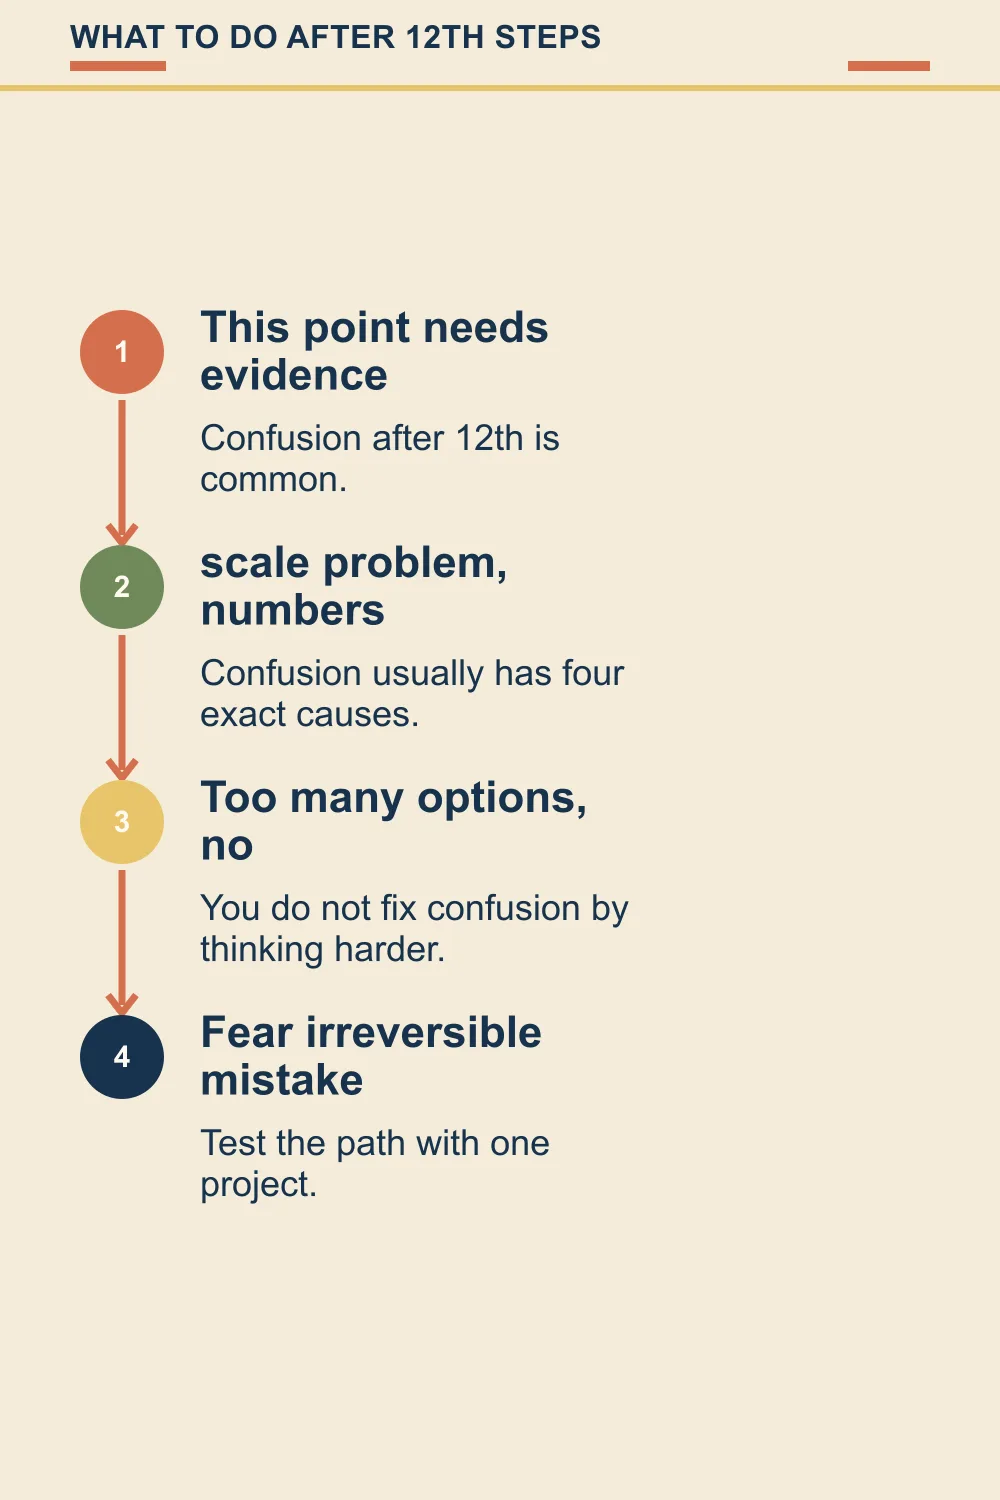 WHAT TO DO AFTER 12TH STEPS
1
This point needs
evidence
Confusion after 12th is
common.
2
scale problem,
numbers
Confusion usually has four
exact causes.
3
Too many options,
no
You do not fix confusion by
thinking harder.
4
Fear irreversible
mistake
Test the path with one
project.